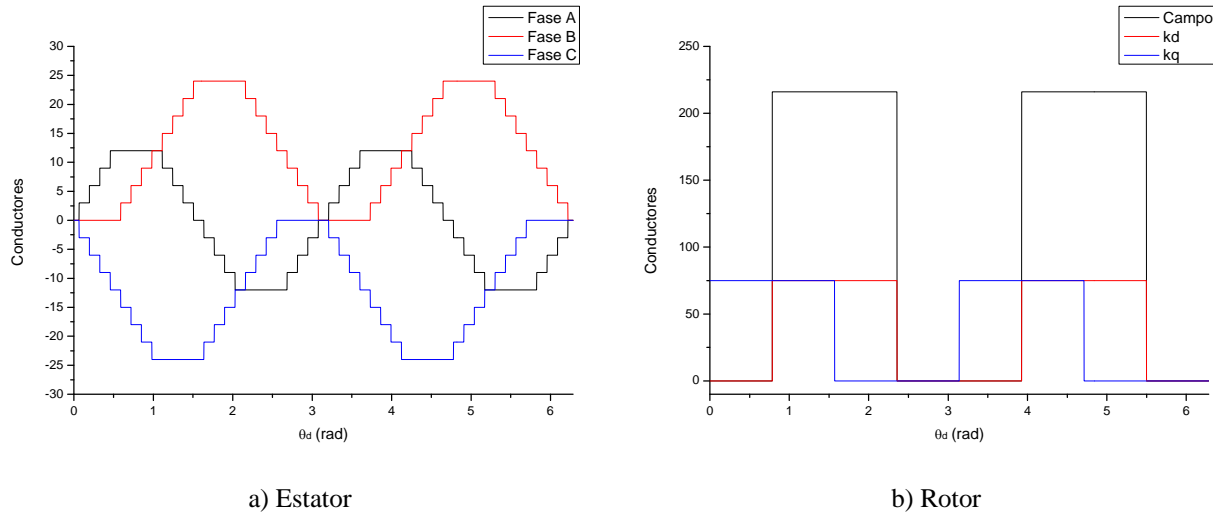 Fase A
Fase B
Fase C
30
25
20
15
10
5
0
-5
-10
-15
-20
-25
-30
Conductores
0 1 2 3 4 5 6
θd (rad)
a) Estator
Campo
kd
kq
250
200
150
100
50
0
Conductores
0 1 2 3 4 5 6
θd (rad)
b) Rotor